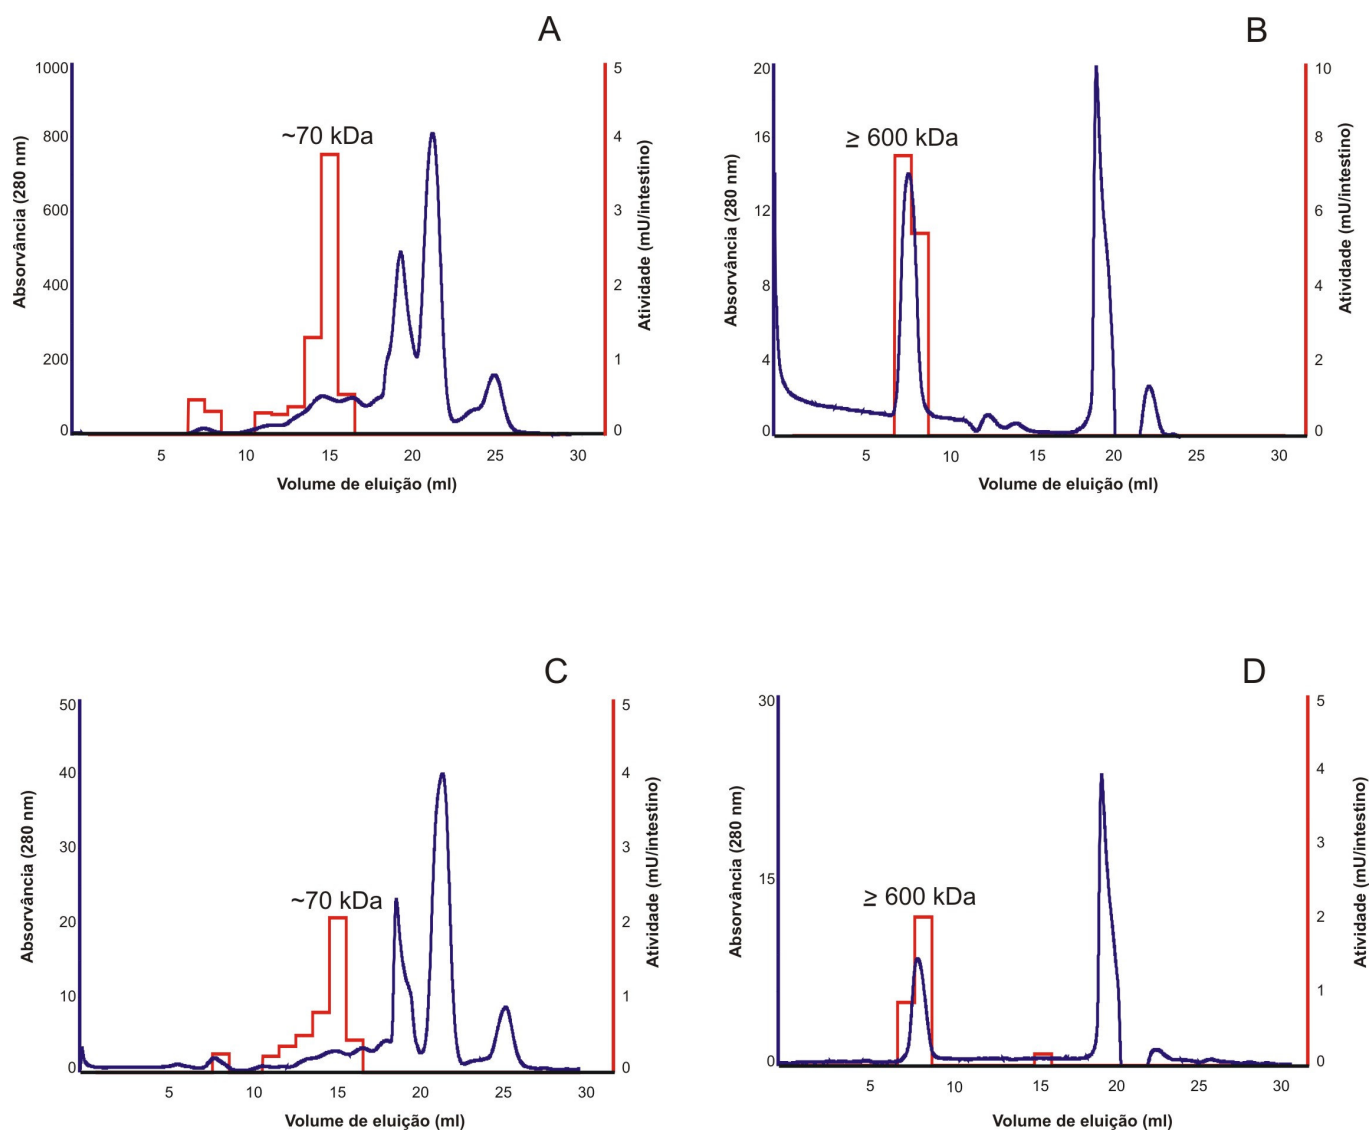 A
1000
800
600
400
200
0
5
4
3
2
1
0
~70 kDa
5 10 15 20 25 30
Absorvância (280 nm)
Atividade (mU/intestino)
Volume de eluição (ml)
B
20
16
12
8
4
0
10
8
6
4
2
0
≥ 600 kDa
5 10 15 20 25 30
Absorvância (280 nm)
Atividade (mU/intestino)
Volume de eluição (ml)
C
50
40
30
20
10
0
5
4
3
2
1
0
~70 kDa
5 10 15 20 25 30
Absorvância (280 nm)
Atividade (mU/intestino)
Volume de eluição (ml)
D
30
15
0
5
4
3
2
1
0
≥ 600 kDa
5 10 15 20 25 30
Absorvância (280 nm)
Atividade (mU/intestino)
Volume de eluição (ml)